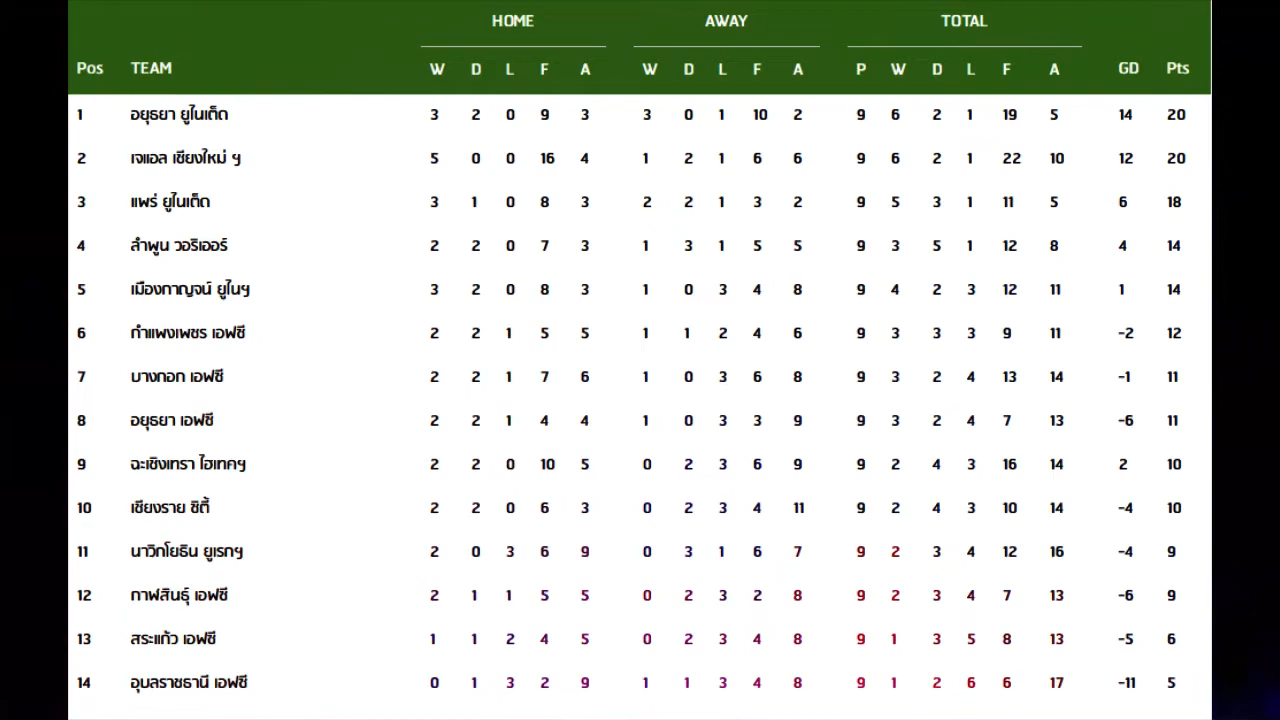 HOME AWAY TOTAL
Pos TEAM W D L F A W D L F A P W D L F A GD Pts
1 อยุธยา ยูไนเต็ด 3 2 0 9 3 3 0 1 10 2 9 6 2 1 19 5 14 20
2 เจแอล เชียงใหม่ ฯ 5 0 0 16 4 1 2 1 6 6 9 6 2 1 22 10 12 20
3 แพร่ ยูไนเต็ด 3 1 0 8 3 2 2 1 3 2 9 5 3 1 11 5 6 18
4 ลำพูน วอริเออร์ 2 2 0 7 3 1 3 1 5 5 9 3 5 1 12 8 4 14
5 เมืองกาญจน์ ยูไนฯ 3 2 0 8 3 1 0 3 4 8 9 4 2 3 12 11 1 14
6 กำแพงเพชร เอฟซี 2 2 1 5 5 1 1 2 4 6 9 3 3 3 9 11 -2 12
7 บางกอก เอฟซี 2 2 1 7 6 1 0 3 6 8 9 3 2 4 13 14 -1 11
8 อยุธยา เอฟซี 2 2 1 4 4 1 0 3 3 9 9 3 2 4 7 13 -6 11
9 ฉะเชิงเทรา ไฮเทคฯ 2 2 0 10 5 0 2 3 6 9 9 2 4 3 16 14 2 10
10 เชียงราย ซิตี้ 2 2 0 6 3 0 2 3 4 11 9 2 4 3 10 14 -4 10
11 นาวิกโยธิน ยูเรกฯ 2 0 3 6 9 0 3 1 6 7 9 2 3 4 12 16 -4 9
12 กาฬสินธุ์ เอฟซี 2 1 1 5 5 0 2 3 2 8 9 2 3 4 7 13 -6 9
13 สระแก้ว เอฟซี 1 1 2 4 5 0 2 3 4 8 9 1 3 5 8 13 -5 6
14 อุบลราชธานี เอฟซี 0 1 3 2 9 1 1 3 4 8 9 1 2 6 6 17 -11 5